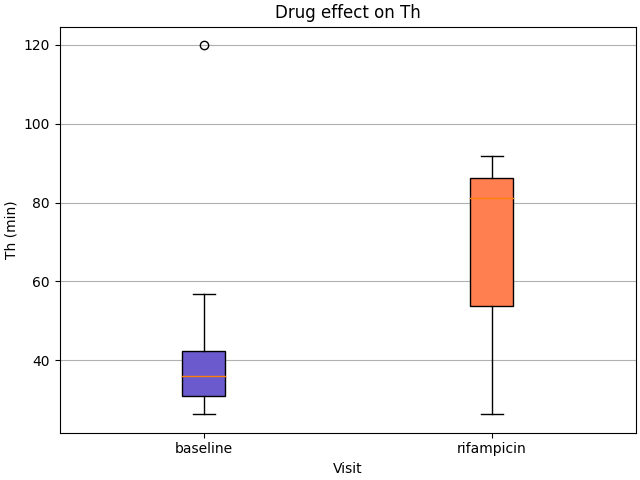 Drug effect on Th
120
100
80
60
40
Th (min)
baseline
rifampicin
Visit